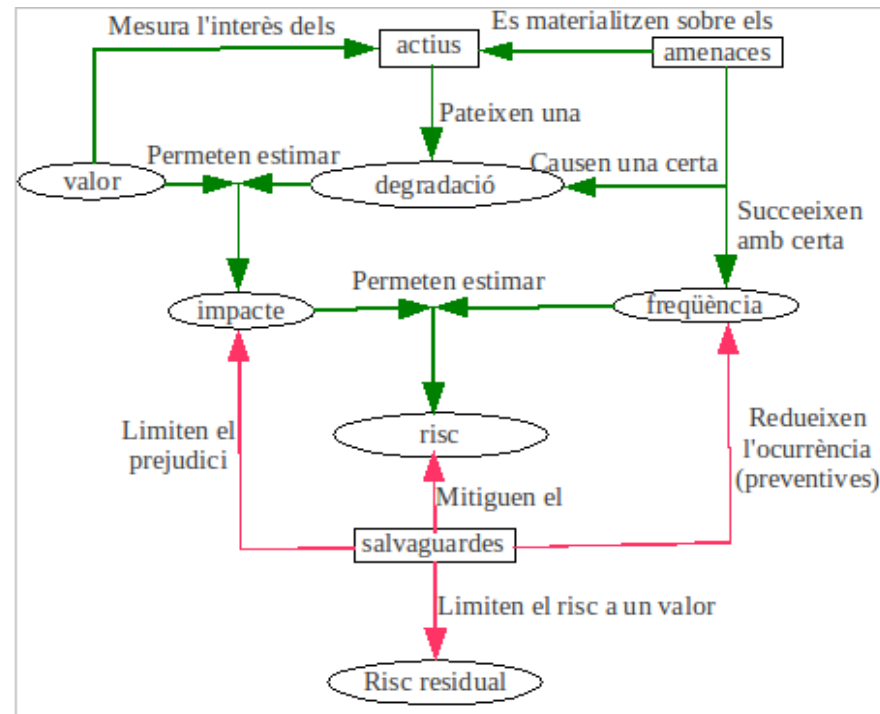 Mesura l'interès dels
Es materialitzen sobre els
actius
amenaces
Pateixen una
Permeten estimar
Causen una certa
valor
degradació
Succeeixen
amb certa
Permeten estimar
impacte
freqüència
Limiten el
prejudici
risc
Redueixen
l'ocurrència
(preventives)
Mitiguen el
salvaguardes
Limiten el risc a un valor
Risc residual